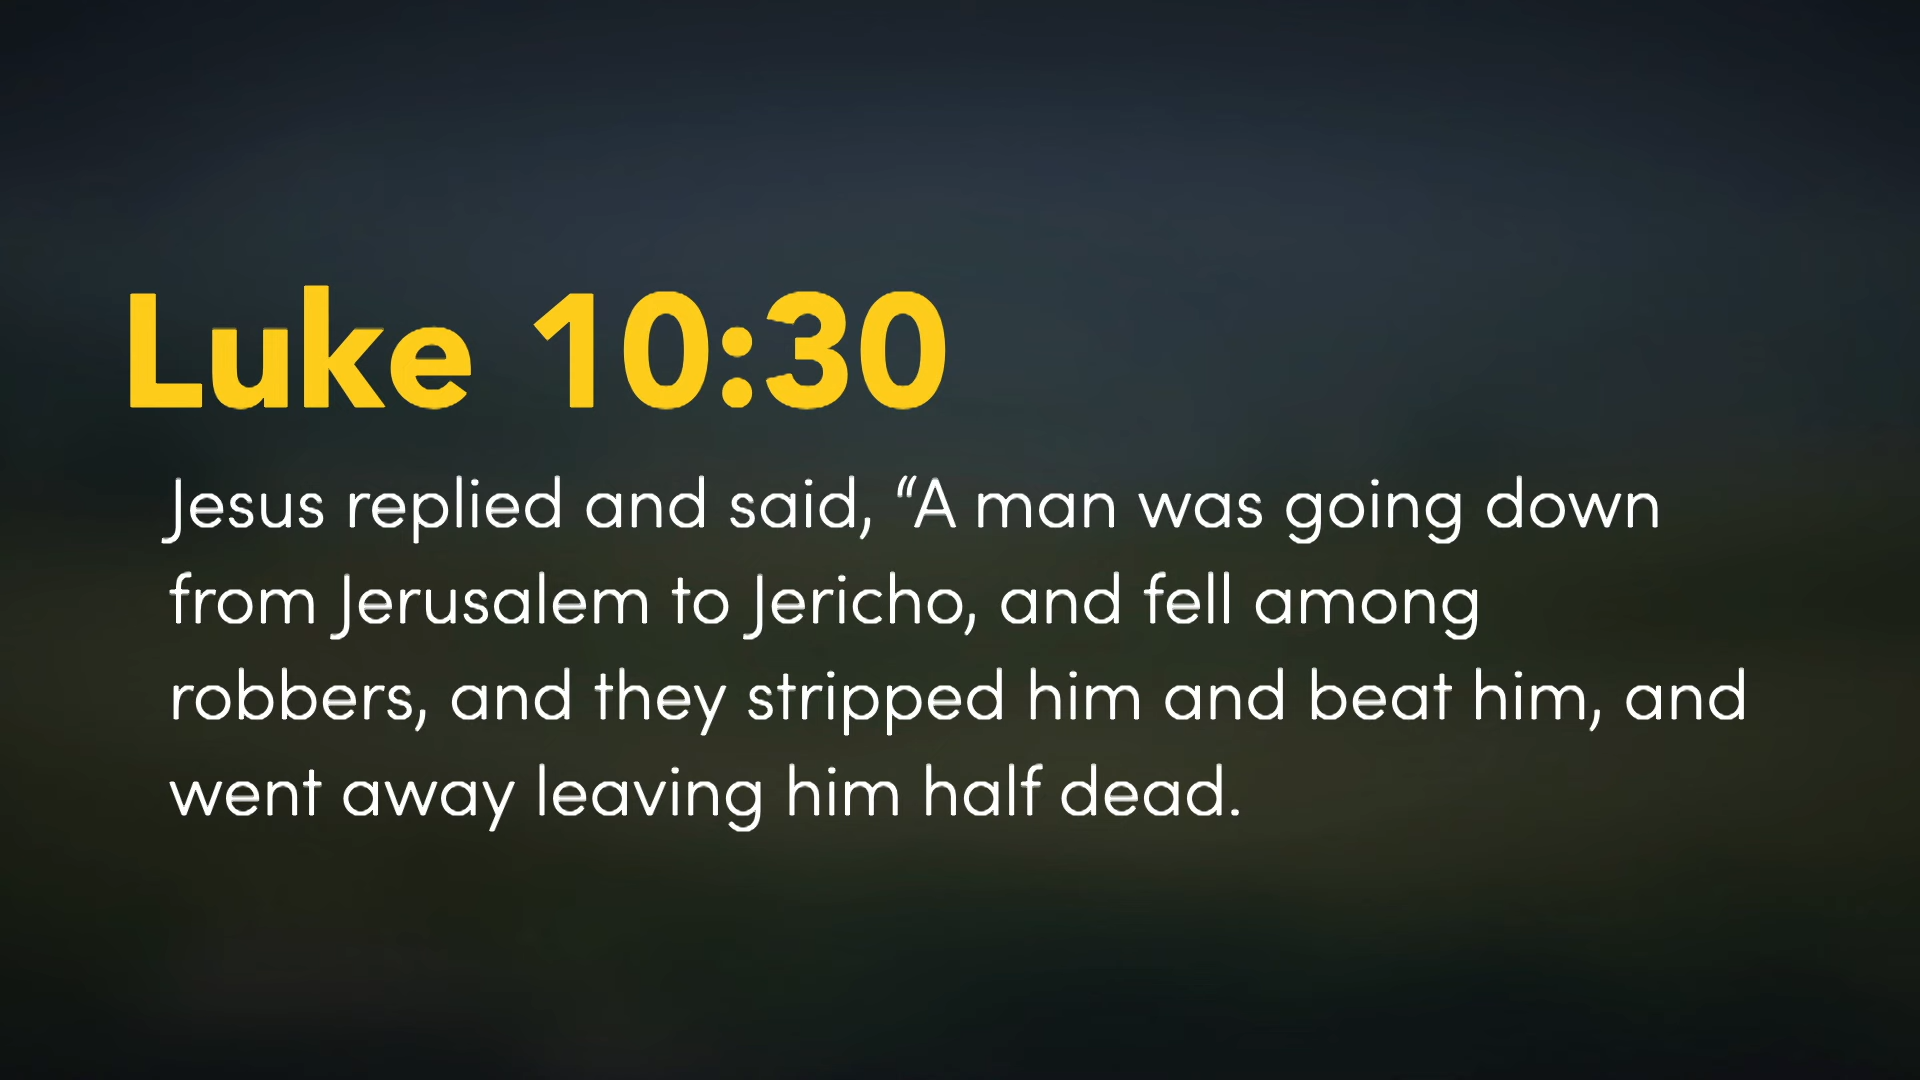 Luke 10:30
Jesus replied and said, “A man was going down
from Jerusalem to Jericho, and fell among
robbers, and they stripped him and beat him, and
went away leaving him half dead.